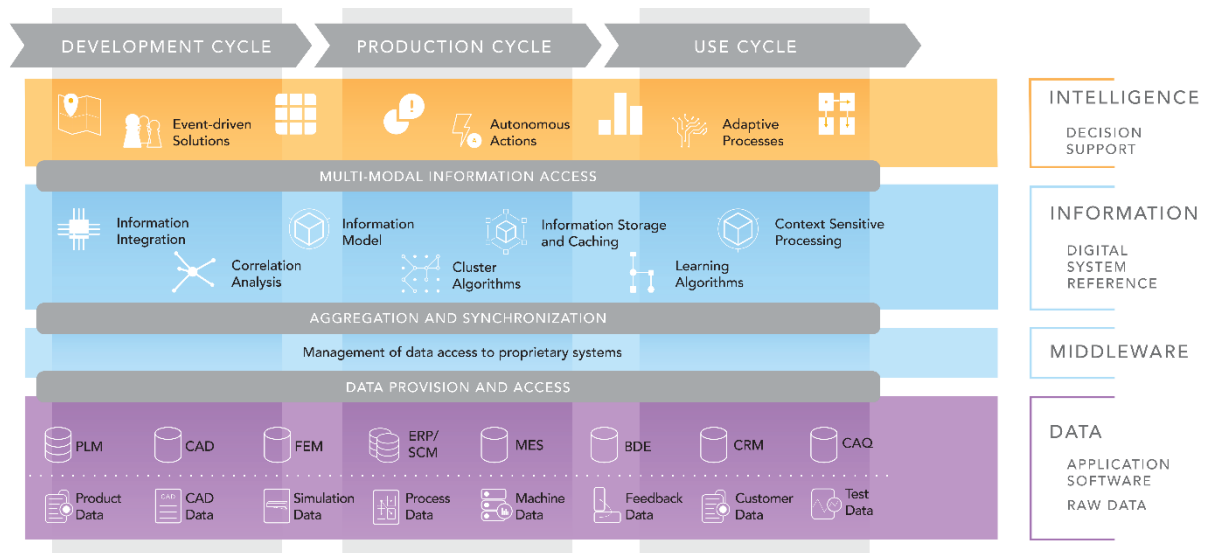 DEVELOPMENT CYCLE
PRODUCTION CYCLE
USE CYCLE
Event-driven
Solutions
Autonomous
Actions
Adaptive
Processes
INTELLIGENCE
DECISION
SUPPORT
MULTI-MODAL INFORMATION ACCESS
Information
Integration
Information
Model
Information Storage
and Caching
Context Sensitive
Processing
Correlation
Analysis
Cluster
Algorithms
Learning
Algorithms
INFORMATION
DIGITAL
SYSTEM
REFERENCE
AGGREGATION AND SYNCHRONIZATION
Management of data access to proprietary systems
MIDDLEWARE
DATA PROVISION AND ACCESS
PLM
CAD
FEM
ERP/
SCM
MES
BDE
CRM
CAQ
Product
Data
CAD
CAD
Data
Simulation
Data
Process
Data
Machine
Data
Feedback
Data
Customer
Data
Test
Data
DATA
APPLICATION
SOFTWARE
RAW DATA